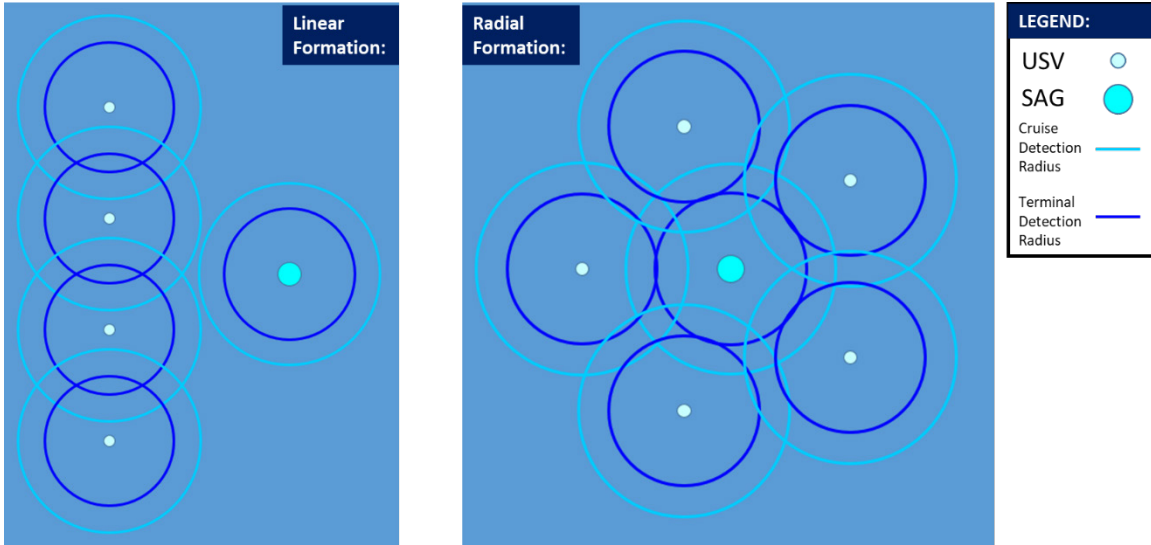 Linear
Formation:
Radial
Formation:
LEGEND:
USV
SAG
Cruise
Detection
Radius
Terminal
Detection
Radius